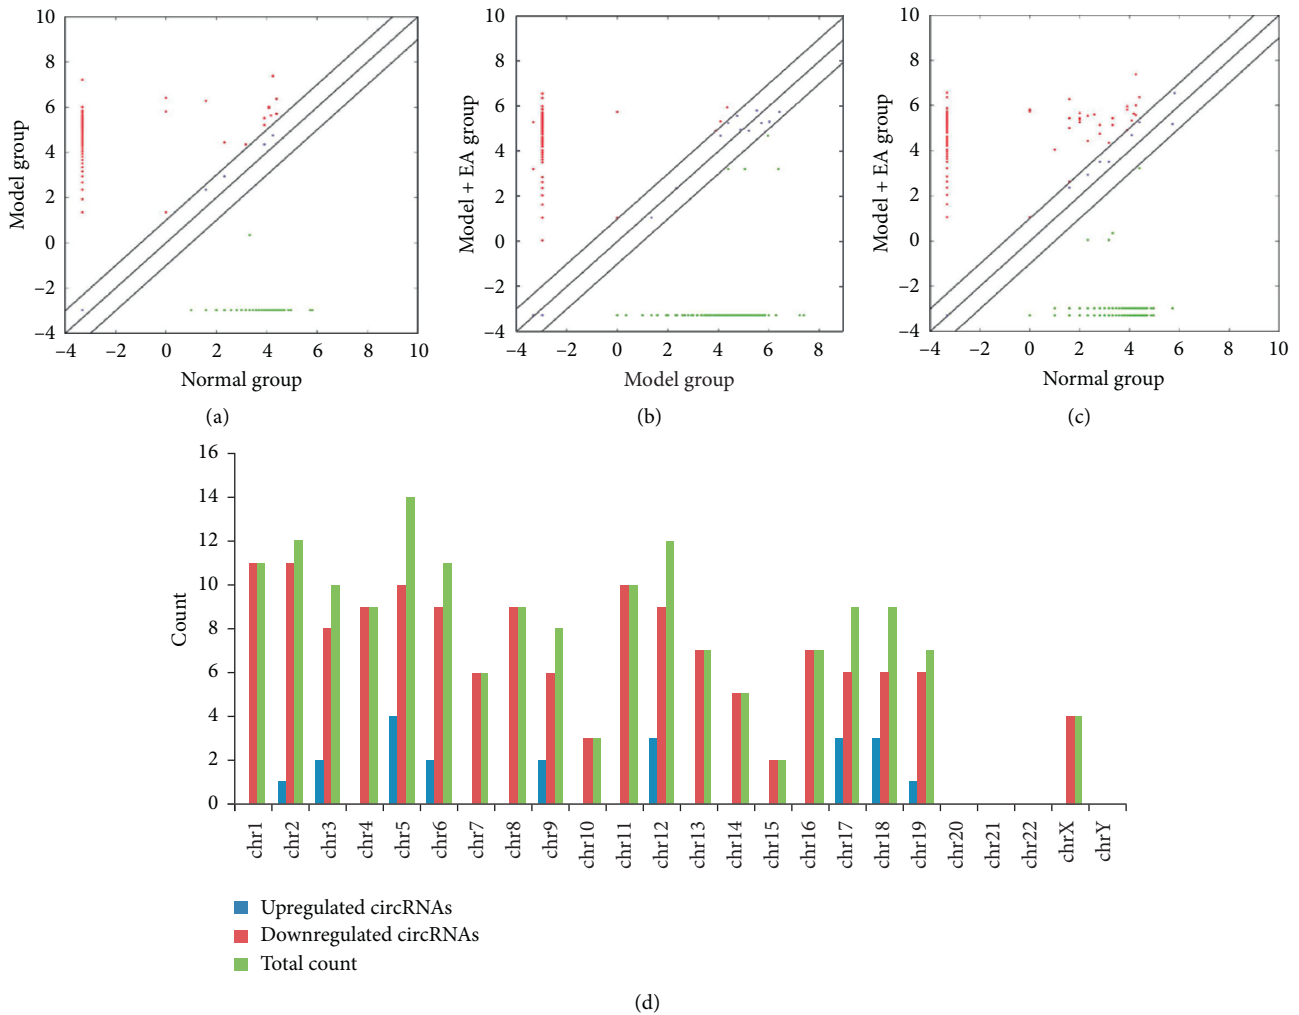 10
8
6
4
2
0
−2
−4
Model group
−4 −2 0 2 4 6 8 10
Normal group
(a)
10
8
6
4
2
0
−2
−4
Model + EA group
−4 −2 0 2 4 6 8
Model group
(b)
10
8
6
4
2
0
−2
−4
Model + EA group
−4 −2 0 2 4 6 8 10
Normal group
(c)
16
14
12
10
8
6
4
2
0
Count
chr1 chr2 chr3 chr4 chr5 chr6 chr7 chr8 chr9 chr10 chr11 chr12 chr13 chr14 chr15 chr16 chr17 chr18 chr19 chr20 chr21 chr22 chrX chrY
Upregulated circRNAs
Downregulated circRNAs
Total count
(d)